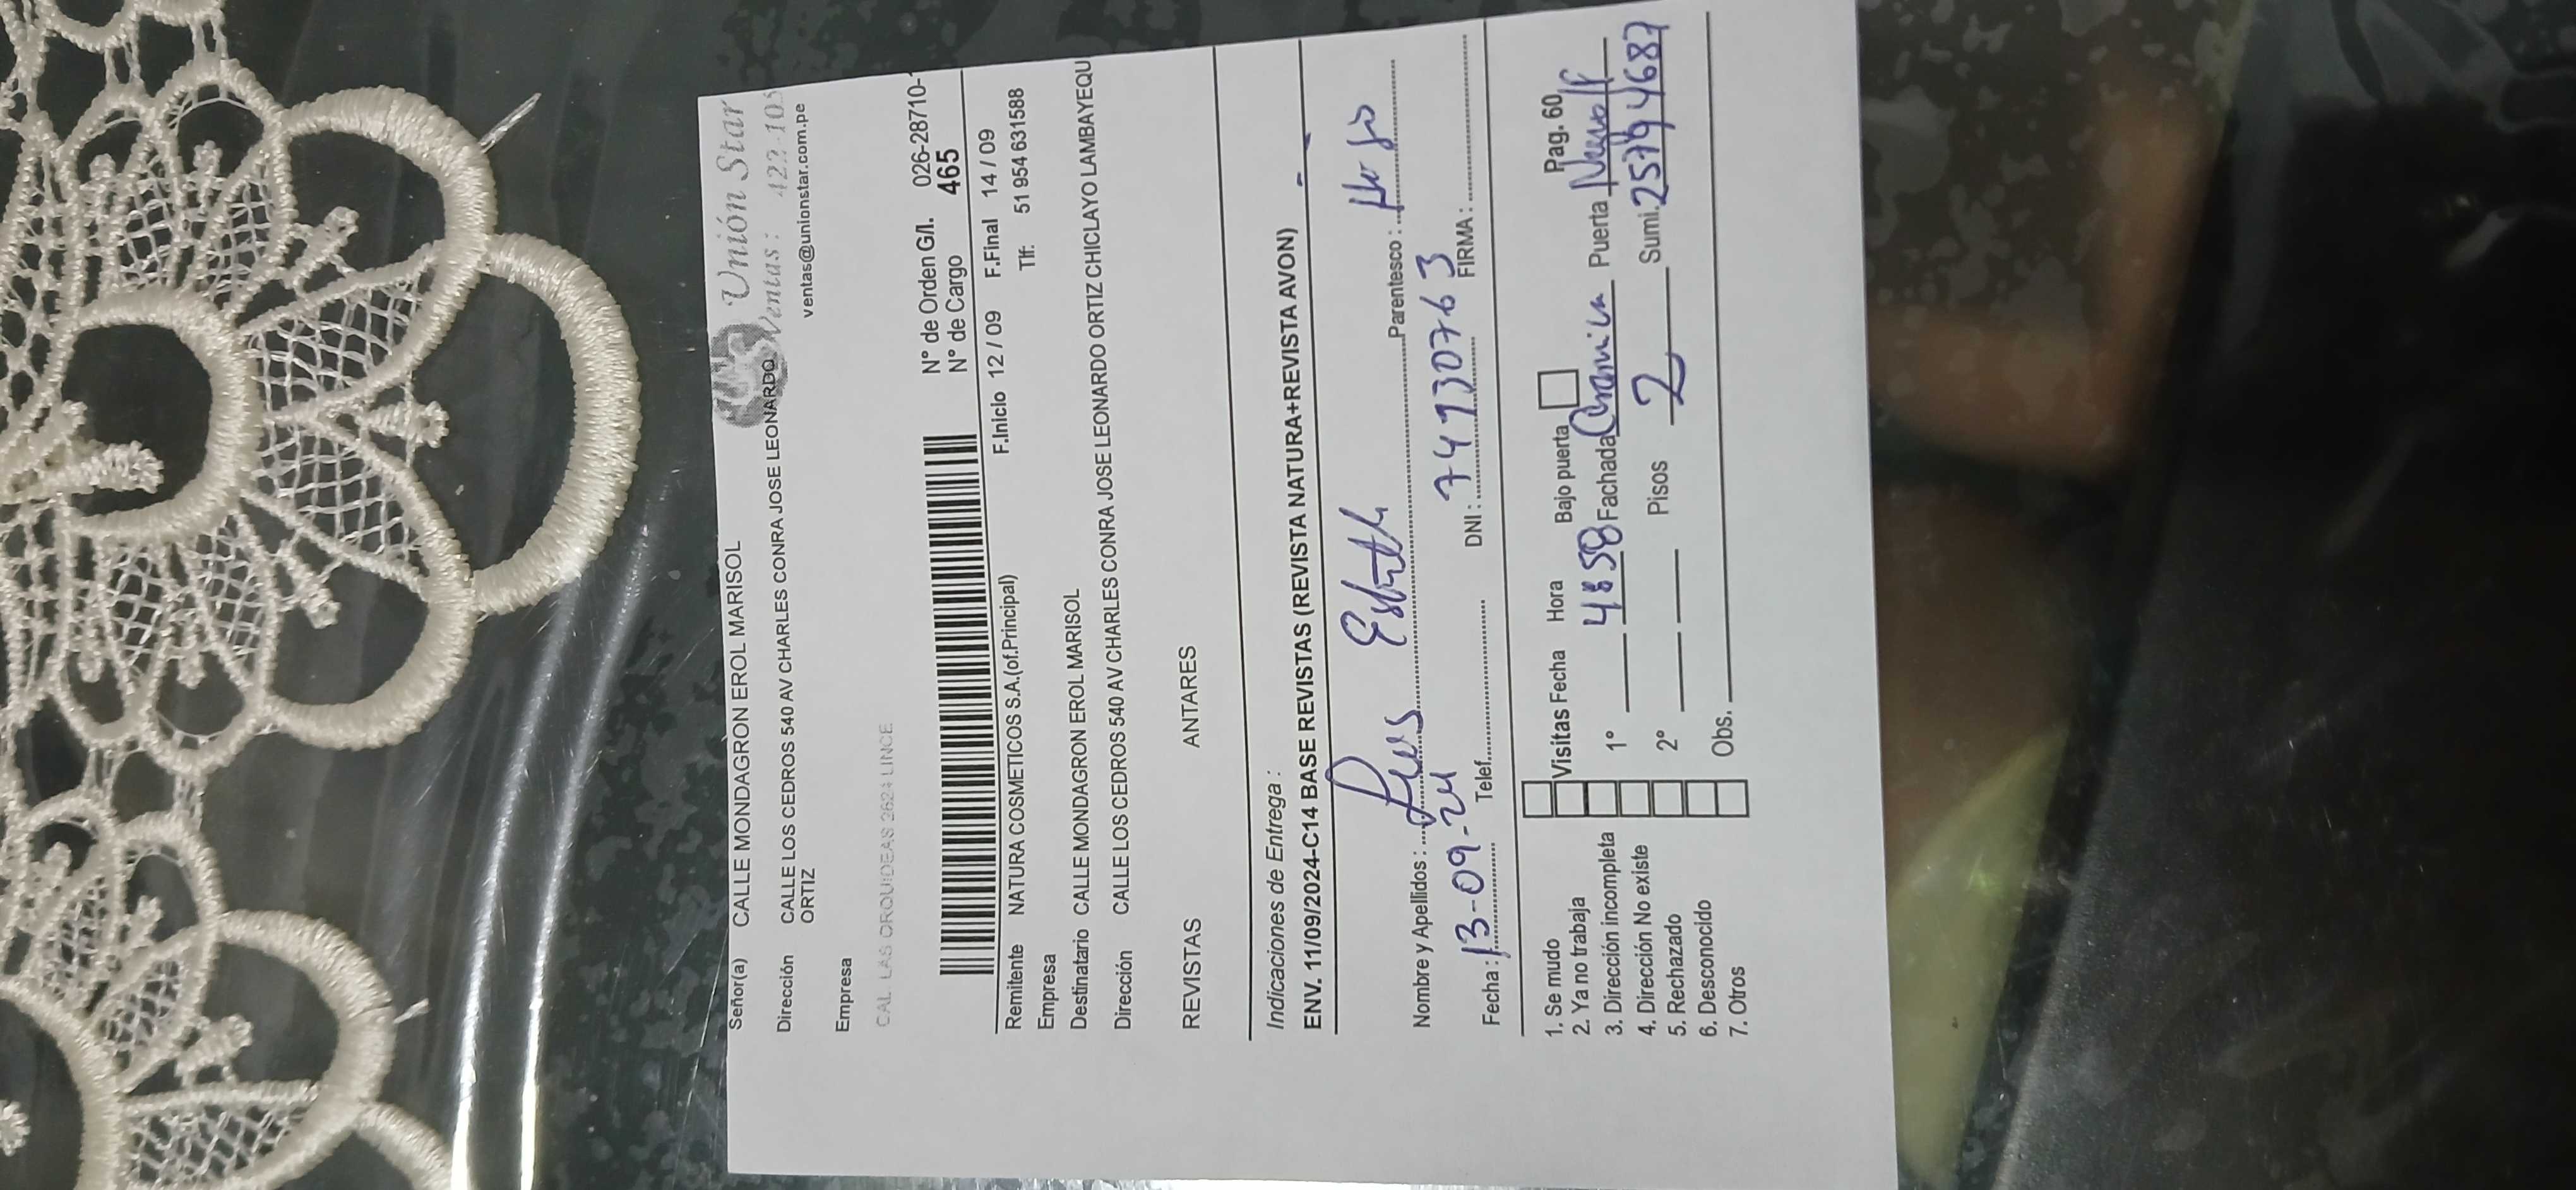 Señor(a) CALLE MONDAGRON EROL MARISOL
Unión Star
Ventas: 422 105
ventas@unionstar.com.pe
Dirección CALLE LOS CEDROS 540 AV CHARLES CONRA JOSE LEONARDO
ORTIZ
Empresa
CAL. LAS ORQUIDEAS 2624 LINCE
N° de Orden G/I. 026-28710-
N° de Cargo 465
F.Inicio 12 / 09 F.Final 14 / 09
Remitente NATURA COSMETICOS S.A.(of.Principal) Tlf: 51 954 631588
Empresa
Destinatario CALLE MONDAGRON EROL MARISOL
Dirección CALLE LOS CEDROS 540 AV CHARLES CONRA JOSE LEONARDO ORTIZ CHICLAYO LAMBAYEQU
REVISTAS ANTARES
Indicaciones de Entrega :
ENV. 11/09/2024-C14 BASE REVISTAS (REVISTA NATURA+REVISTA AVON)
Nombre y Apellidos : Parentesco :
Fecha : 13-09-24 Telef. DNI : FIRMA :
Pag. 60
1. Se mudo Visitas Fecha Hora Bajo puerta
2. Ya no trabaja 1° 4858 Fachada Puerta
3. Dirección incompleta
4. Dirección No existe 2° Pisos 2 Sumi. 257944687
5. Rechazado
6. Desconocido
7. Otros Obs.